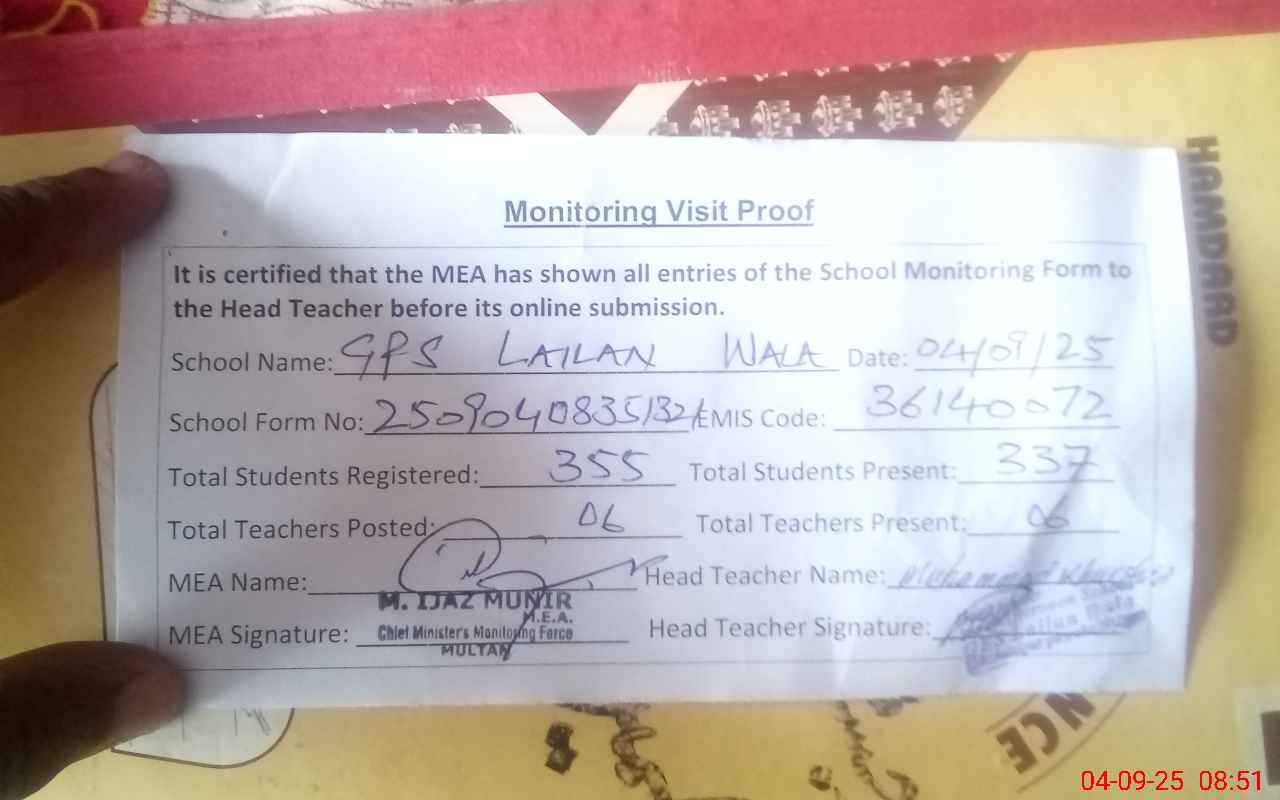 HAMDARD
Monitoring Visit Proof
It is certified that the MEA has shown all entries of the School Monitoring Form to
the Head Teacher before its online submission.
School Name: GPS LAILAN WALA Date: 04/09/25
School Form No: EMIS Code: 36140072
Total Students Registered: 355 Total Students Present: 337
Total Teachers Posted: 06 Total Teachers Present: 06
MEA Name: Head Teacher Name: Muhammad
M. IJAZ MUNIR
M.E.A.
MEA Signature: Chief Minister's Monitoring Force Head Teacher Signature:
MULTAN
04-09-25 08:51